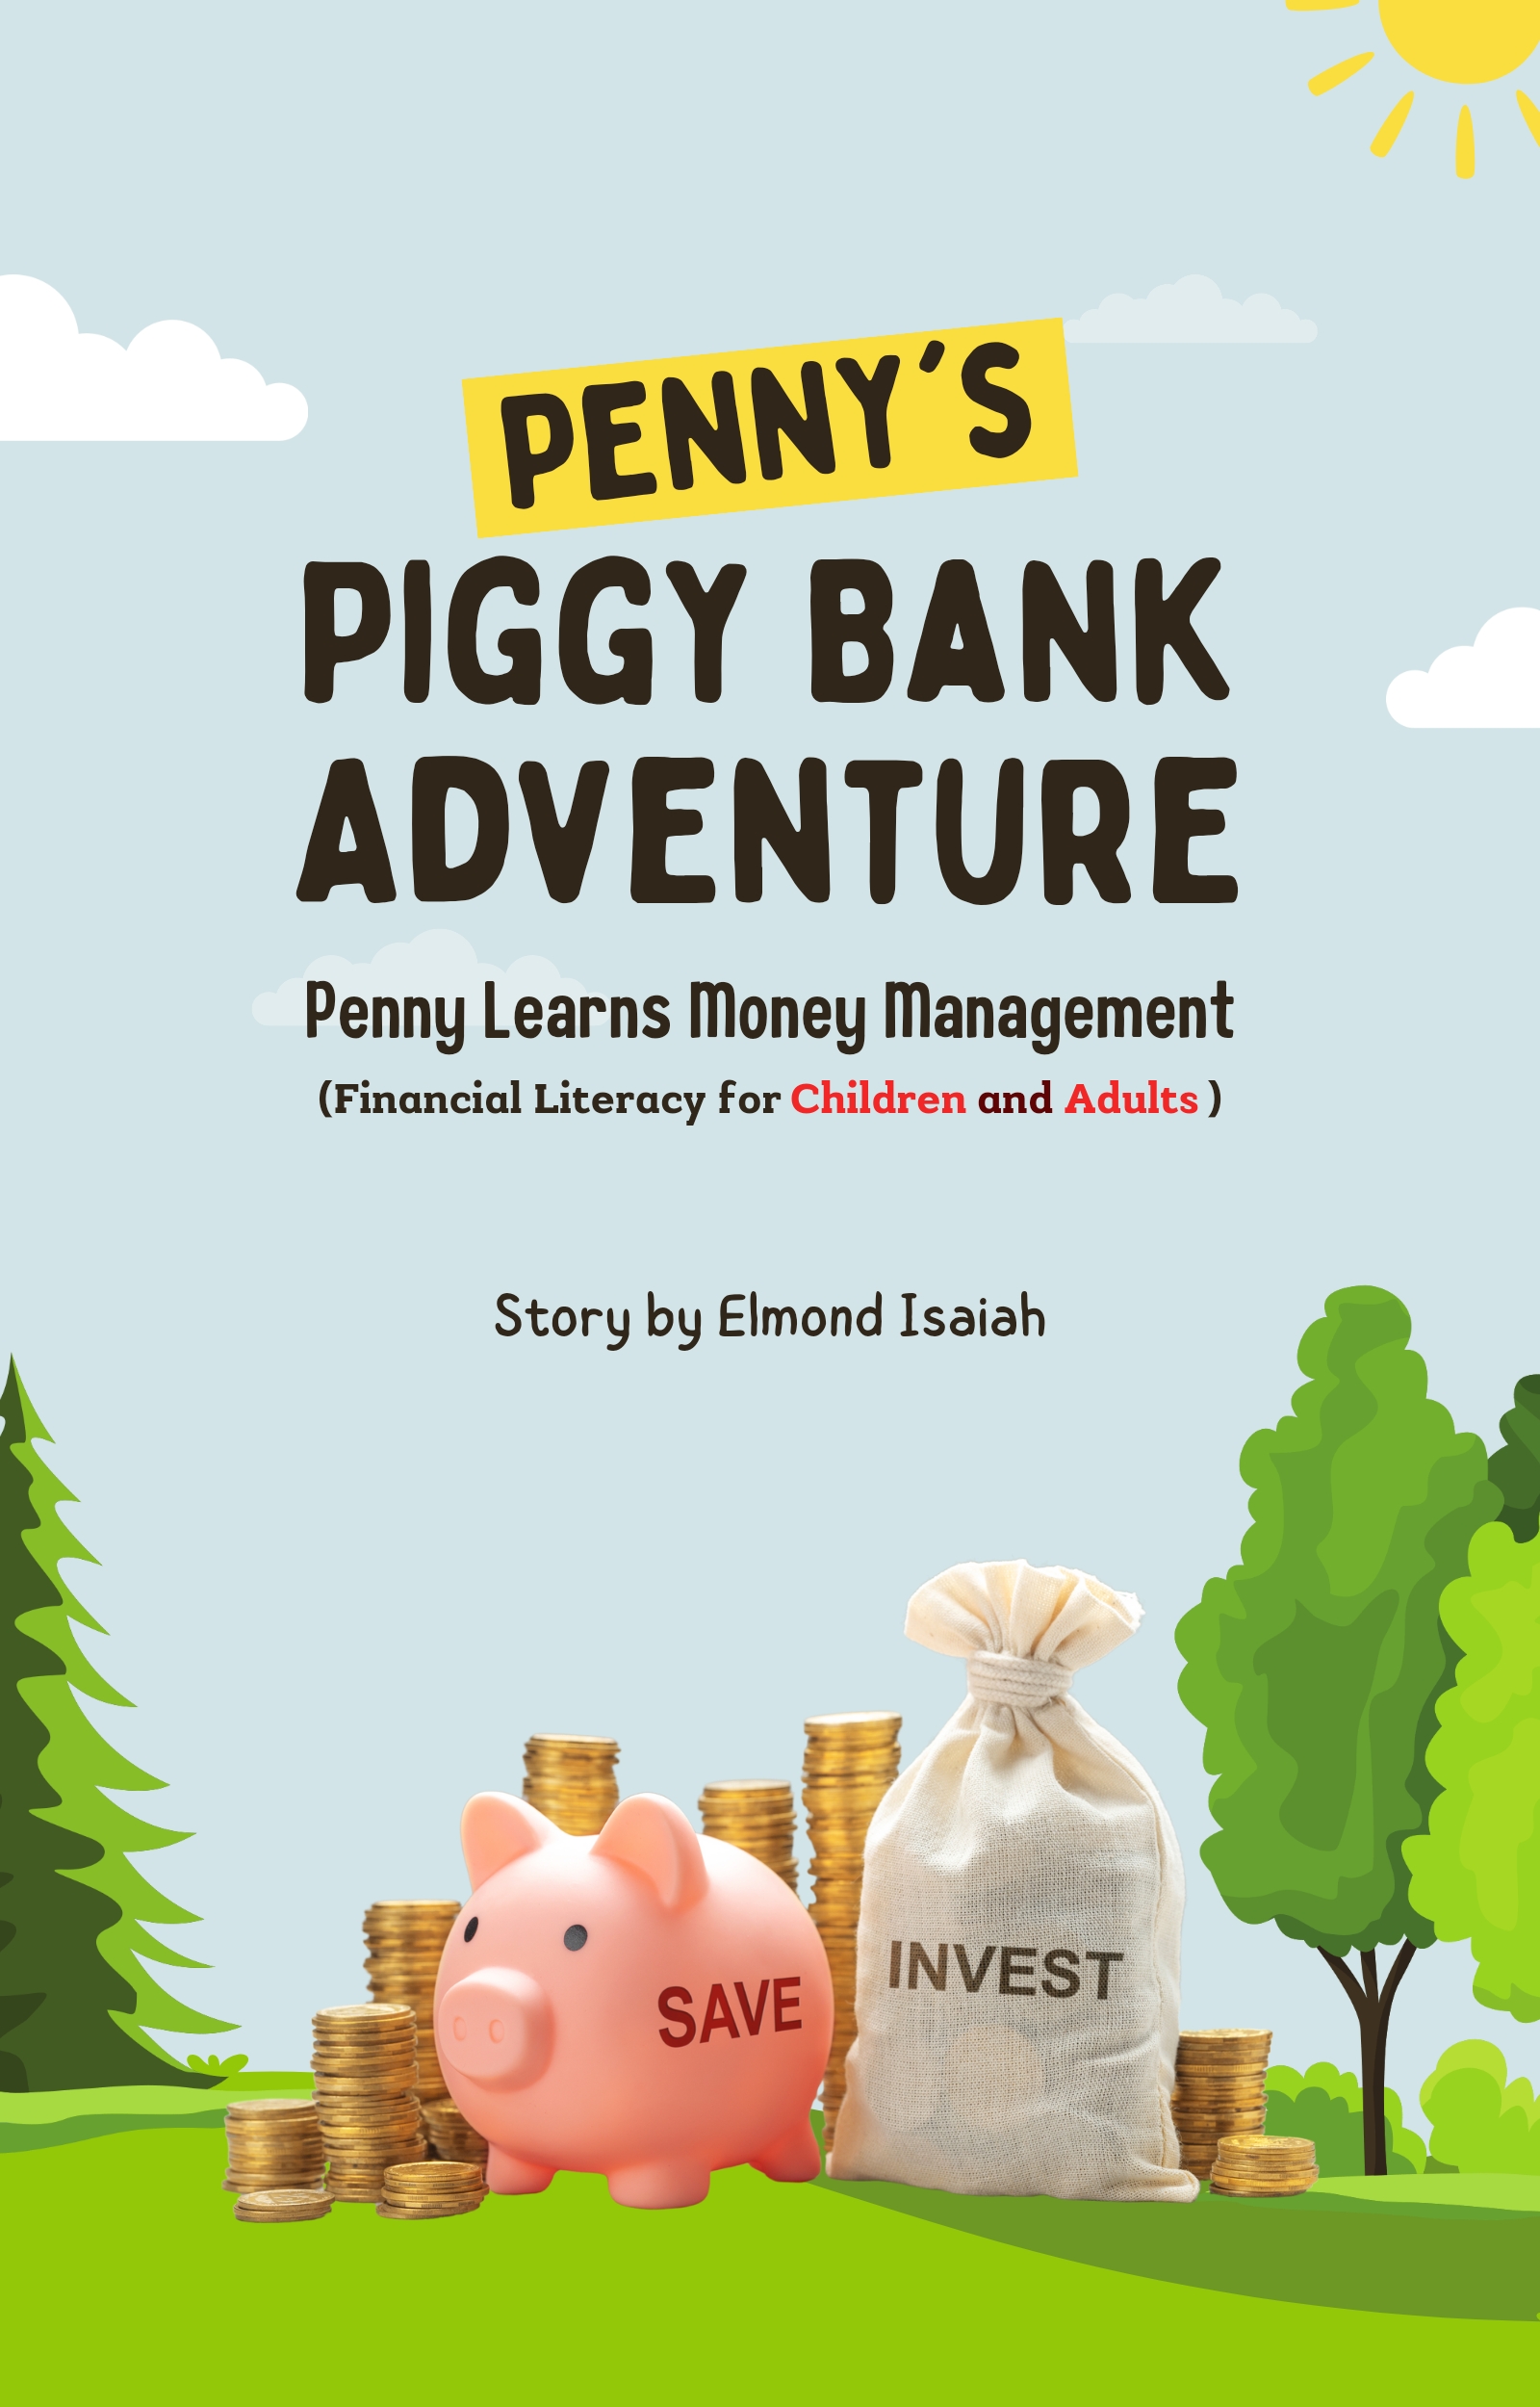 PENNY'S
PIGGY BANK
ADVENTURE
Penny Learns Money Management
(Financial Literacy for Children and Adults )
Story by Elmond Isaiah
SAVE
INVEST